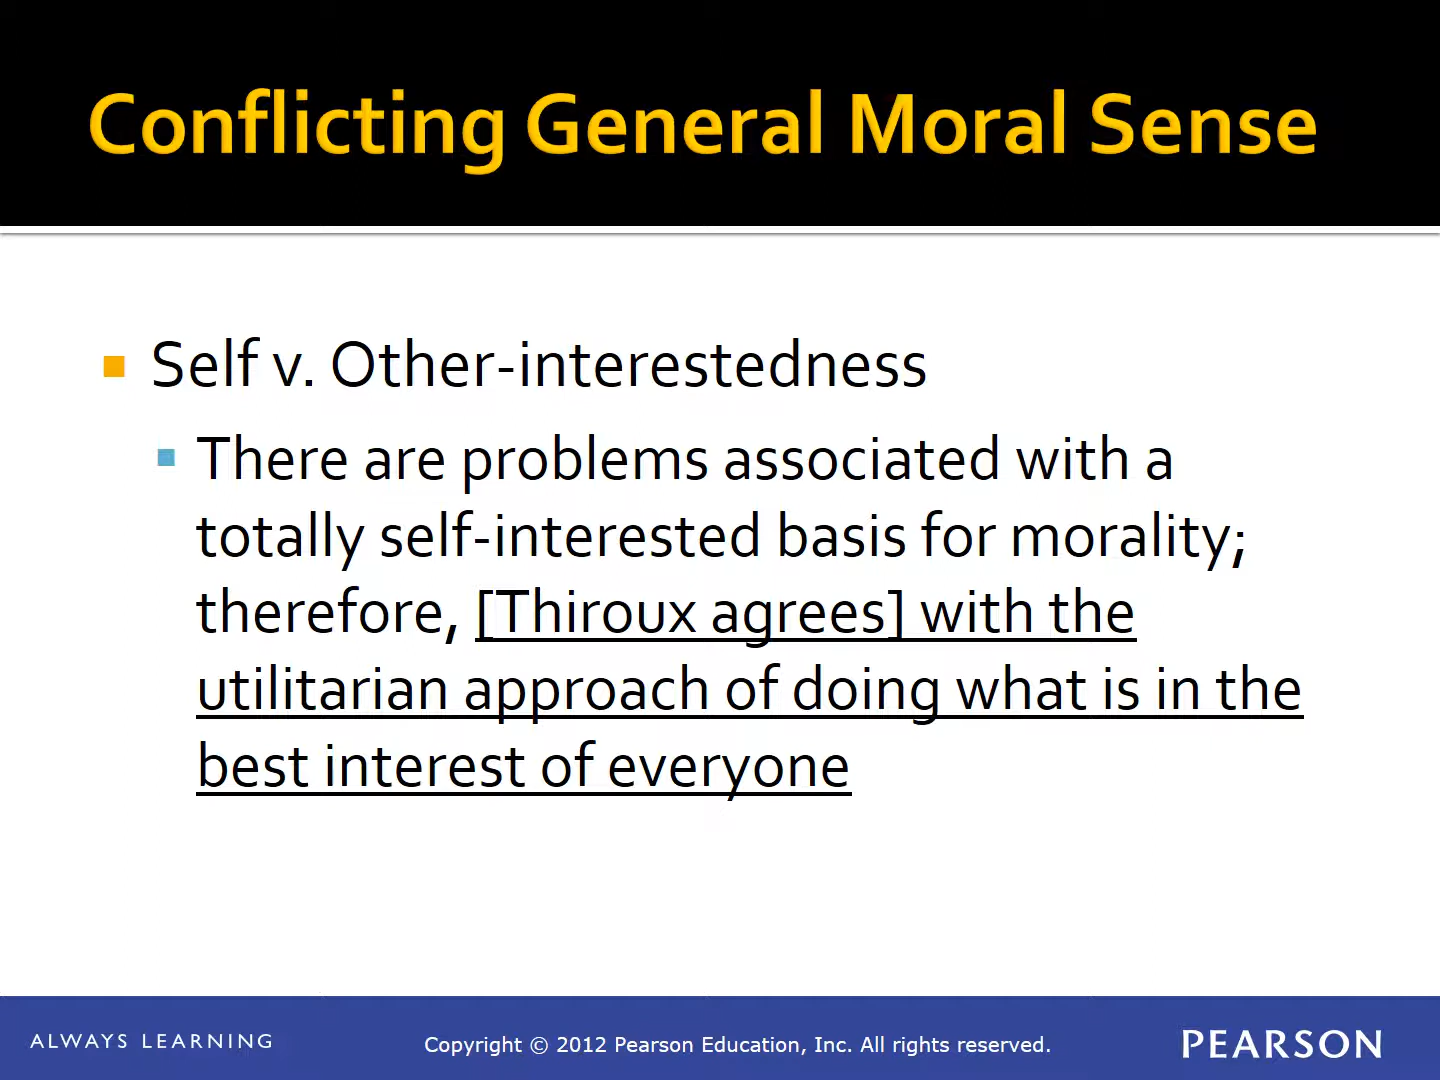 Conflicting General Moral Sense
Self v. Other-interestedness
There are problems associated with a
totally self-interested basis for morality;
therefore, [Thiroux agrees] with the
utilitarian approach of doing what is in the
best interest of everyone
ALWAYS LEARNING
Copyright © 2012 Pearson Education, Inc. All rights reserved.
PEARSON